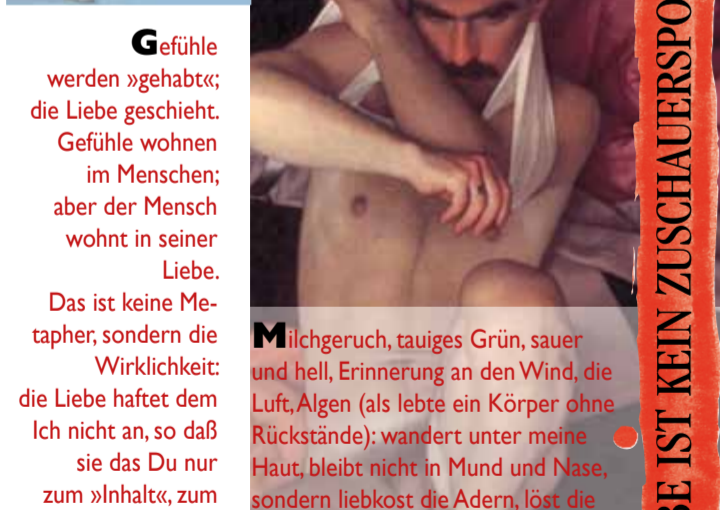 Gefühle
werden »gehabt«;
die Liebe geschieht.
Gefühle wohnen
im Menschen;
aber der Mensch
wohnt in seiner
Liebe.
Das ist keine Me-
tapher, sondern die
Wirklichkeit:
die Liebe haftet dem
Ich nicht an, so daß
sie das Du nur
zum »Inhalt«, zum
Milchgeruch, tauiges Grün, sauer
und hell, Erinnerung an den Wind, die
Luft, Algen (als lebte ein Körper ohne
Rückstände): wandert unter meine
Haut, bleibt nicht in Mund und Nase,
sondern liebkost die Adern, löst die
BE IST KEIN ZUSCHAUERSPO